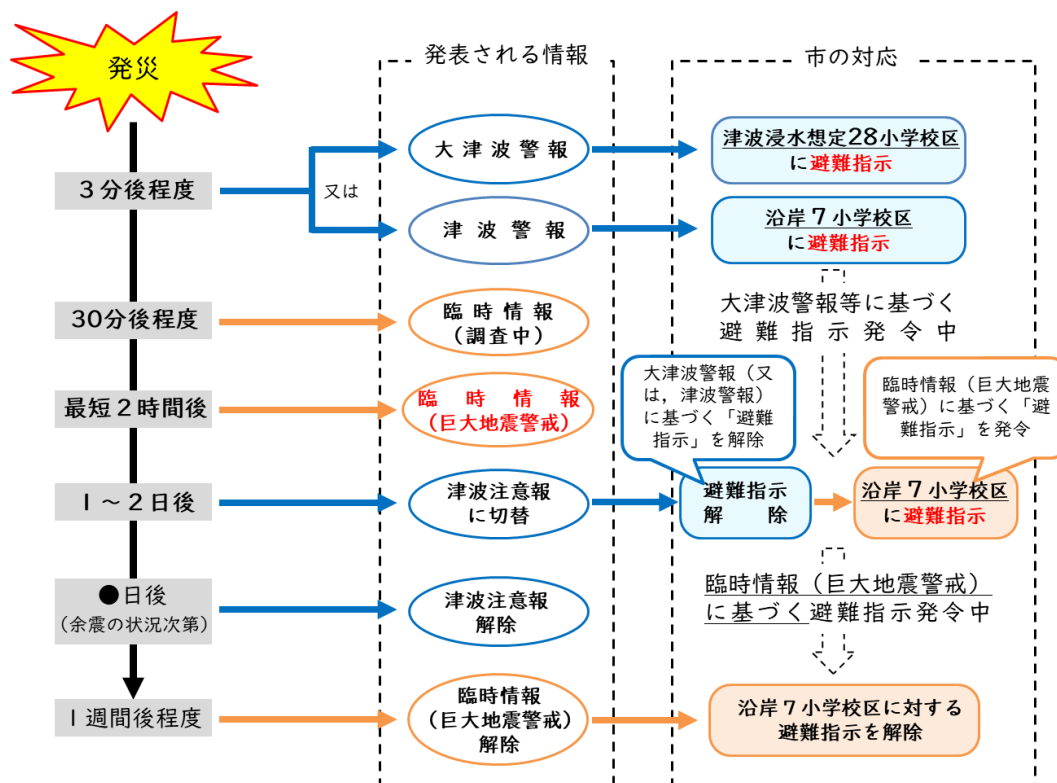 発災
発表される情報
市の対応
3分後程度
又は
大津波警報
津波警報
津波浸水想定28小学校区
に避難指示
沿岸7小学校区
に避難指示
30分後程度
臨時情報
(調査中)
大津波警報等に基づく
避難指示発令中
最短2時間後
臨時情報
(巨大地震警戒)
大津波警報(又
は,津波警報)
に基づく「避難
指示」を解除
臨時情報(巨大地震
警戒)に基づく「避
難指示」を発令
1~2日後
津波注意報
に切替
避難指示
解除
沿岸7小学校区
に避難指示
●日後
(余震の状況次第)
津波注意報
解除
臨時情報(巨大地震警戒)
に基づく避難指示発令中
1週間後程度
臨時情報
(巨大地震警戒)
解除
沿岸7小学校区に対する
避難指示を解除